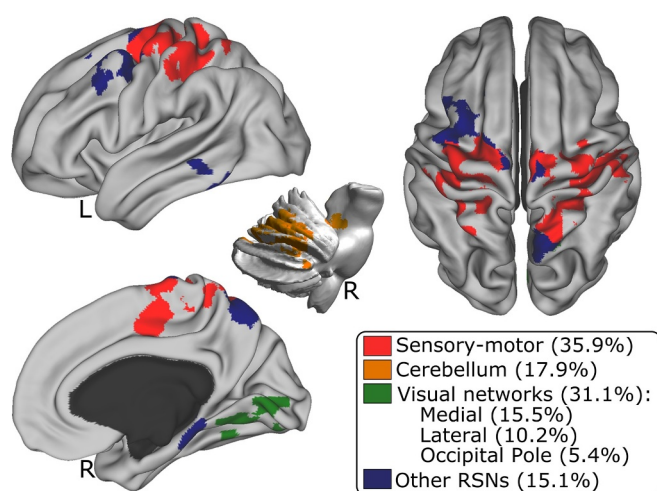 L
R
R
Sensory-motor (35.9%)
Cerebellum (17.9%)
Visual networks (31.1%):
Medial (15.5%)
Lateral (10.2%)
Occipital Pole (5.4%)
Other RSNs (15.1%)